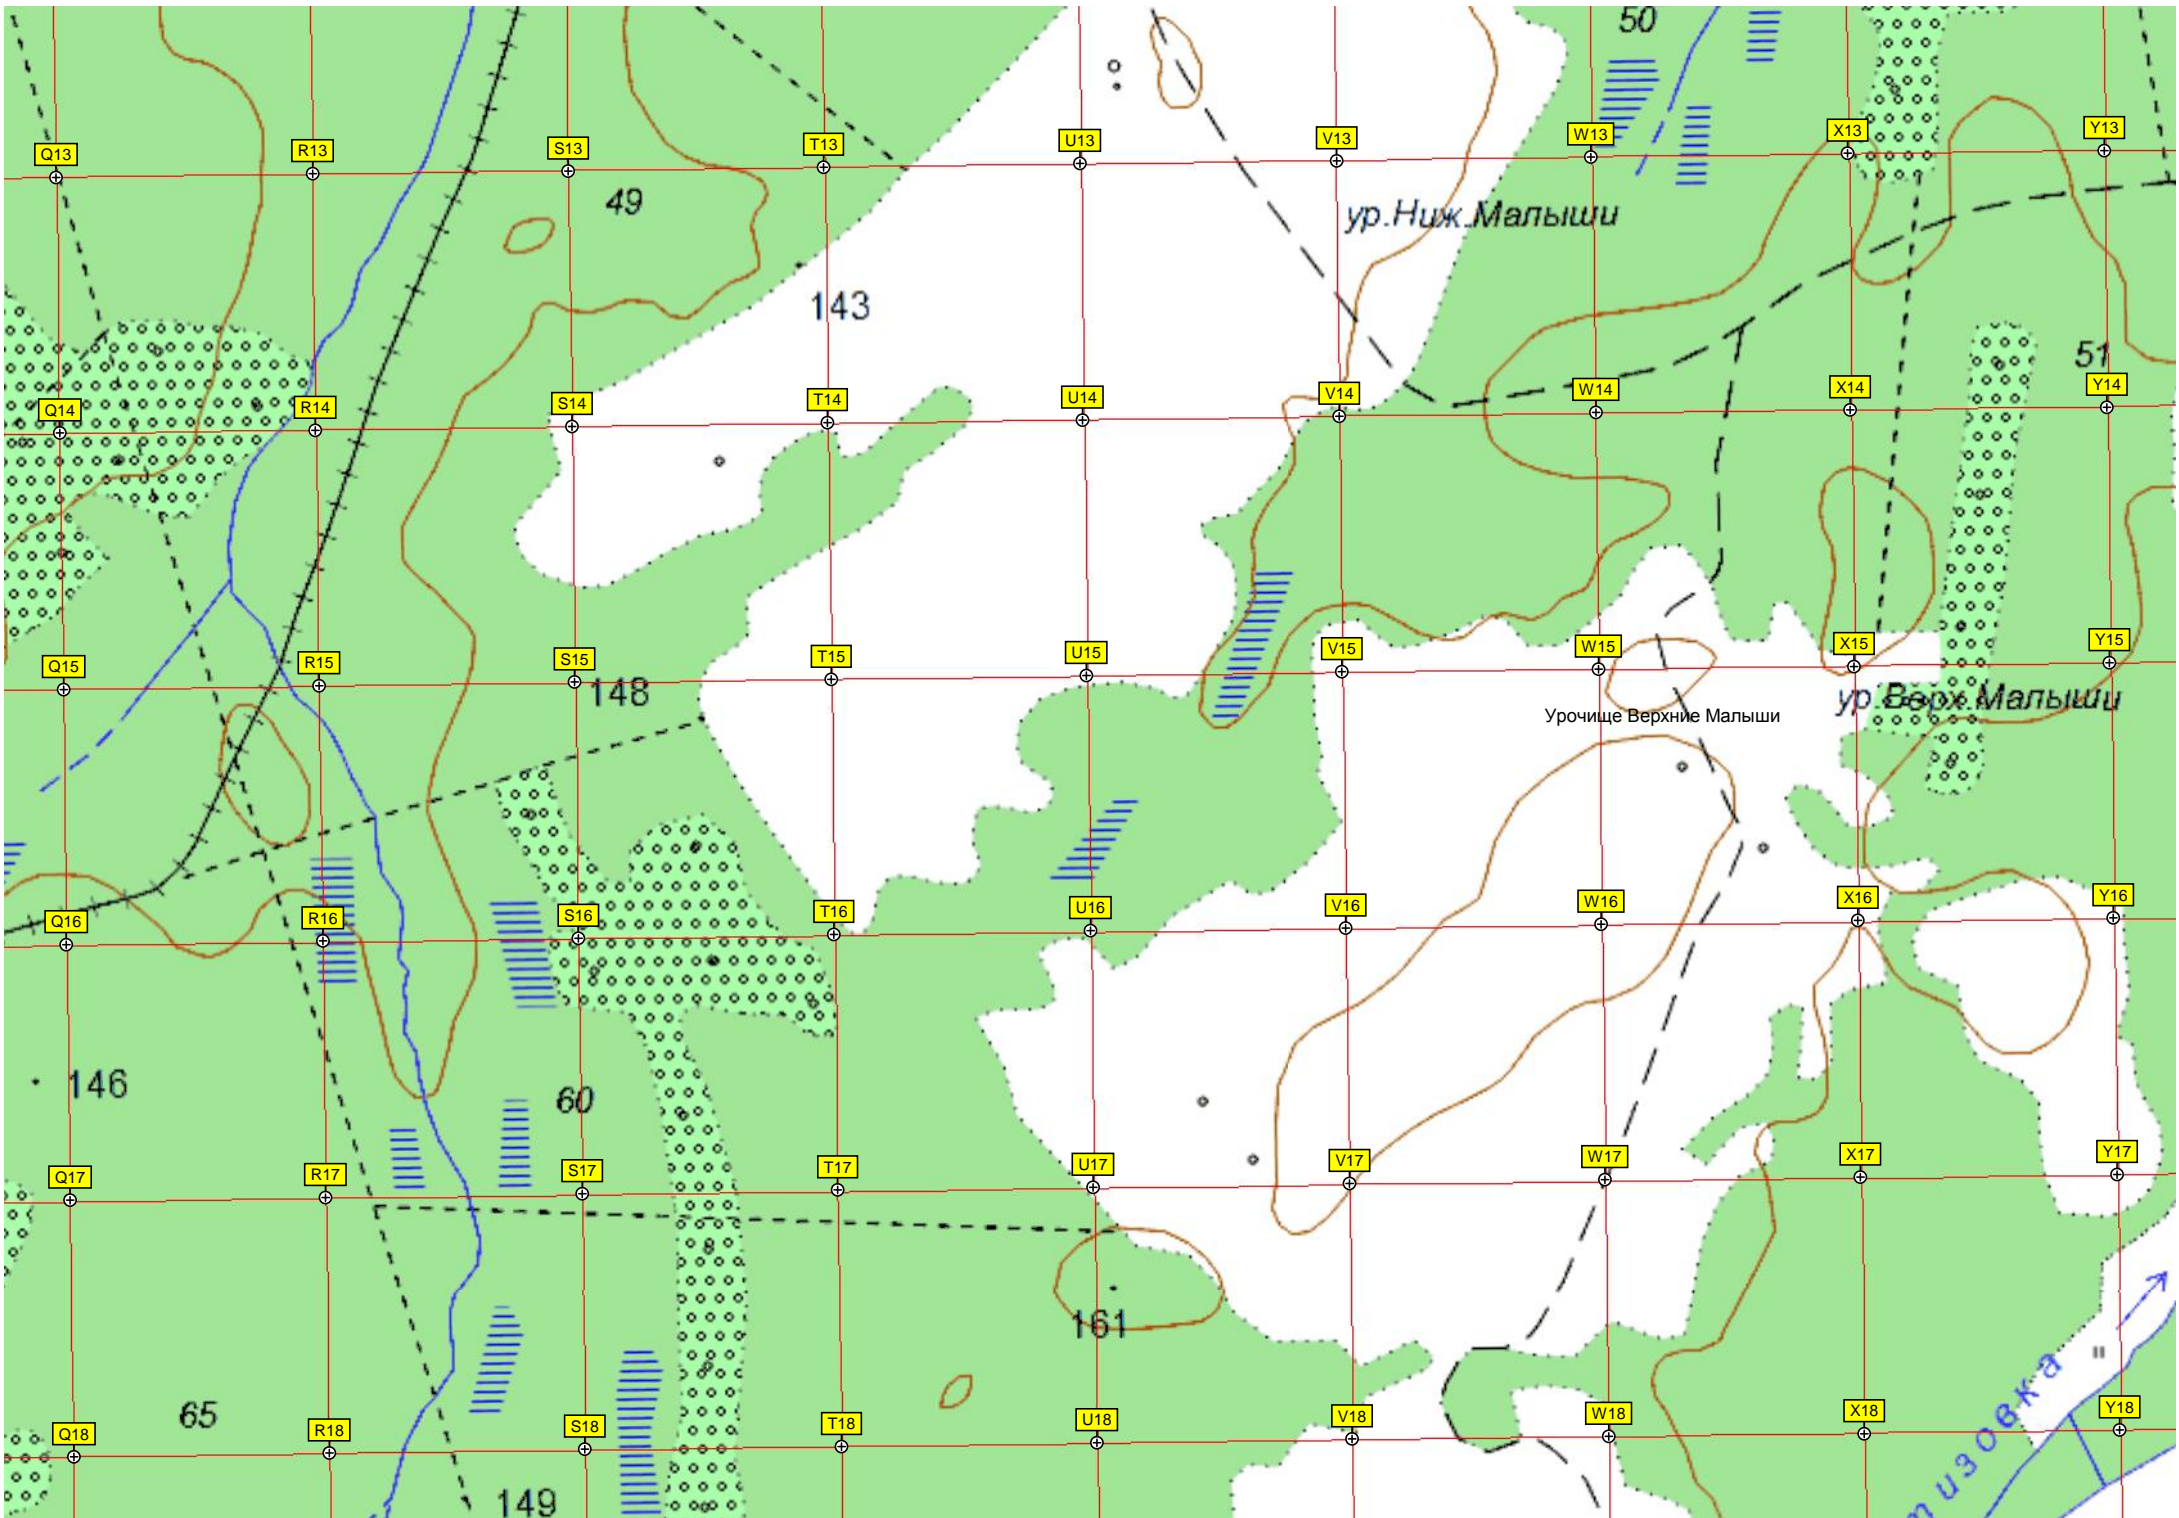 50
Q13 R13 S13 T13 U13 V13 W13 X13 Y13
49
ур.Ниж.Малыши
143
51
Q14 R14 S14 T14 U14 V14 W14 X14 Y14
Q15 R15 S15 T15 U15 V15 W15 X15 Y15
148
ур.Верх.Малыши
Урочище Верхние Малыши
Q16 R16 S16 T16 U16 V16 W16 X16 Y16
146
60
Q17 R17 S17 T17 U17 V17 W17 X17 Y17
161
65
Q18 R18 S18 T18 U18 V18 W18 X18 Y18
тизовка
149